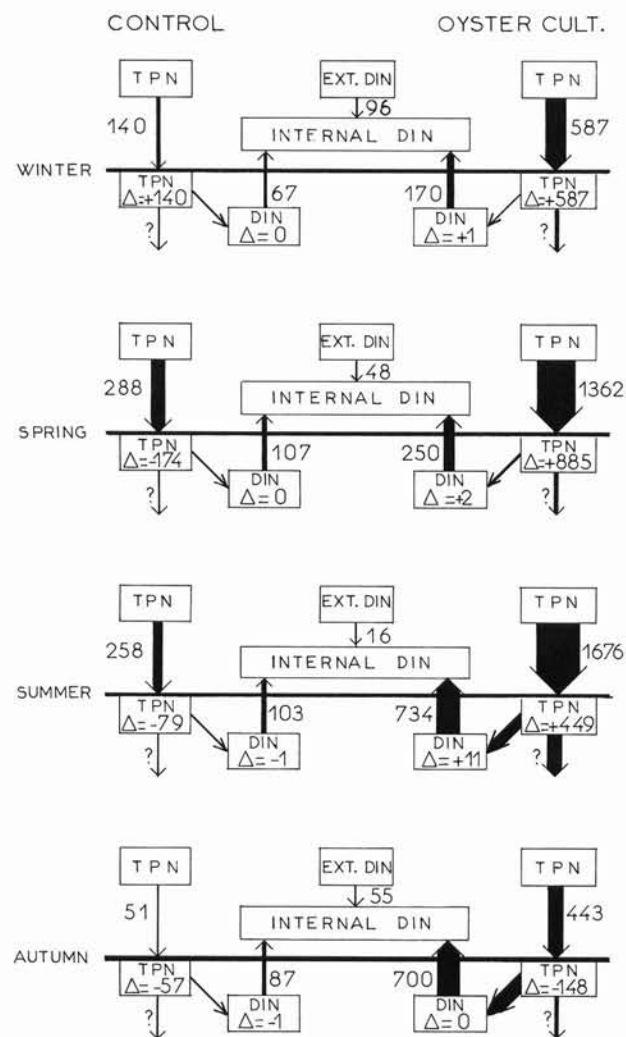 CONTROL OYSTER CULT.
TPN EXT. DIN TPN
140 96 587
INTERNAL DIN
WINTER
TPN 67 170 TPN
Δ=+140 Δ=+587
DIN DIN
? Δ=0 Δ=+1 ?
TPN EXT. DIN TPN
288 48 1362
INTERNAL DIN
SPRING
TPN 107 250 TPN
Δ=-174 Δ=+885
DIN DIN
? Δ=0 Δ=+2 ?
TPN EXT. DIN TPN
258 16 1676
INTERNAL DIN
SUMMER
TPN 103 734 TPN
Δ=-79 Δ=+449
DIN DIN
? Δ=-1 Δ=+11 ?
TPN EXT. DIN TPN
51 55 443
INTERNAL DIN
AUTUMN
TPN 87 700 TPN
Δ=-57 Δ=-148
DIN DIN
? Δ=-1 Δ=0 ?